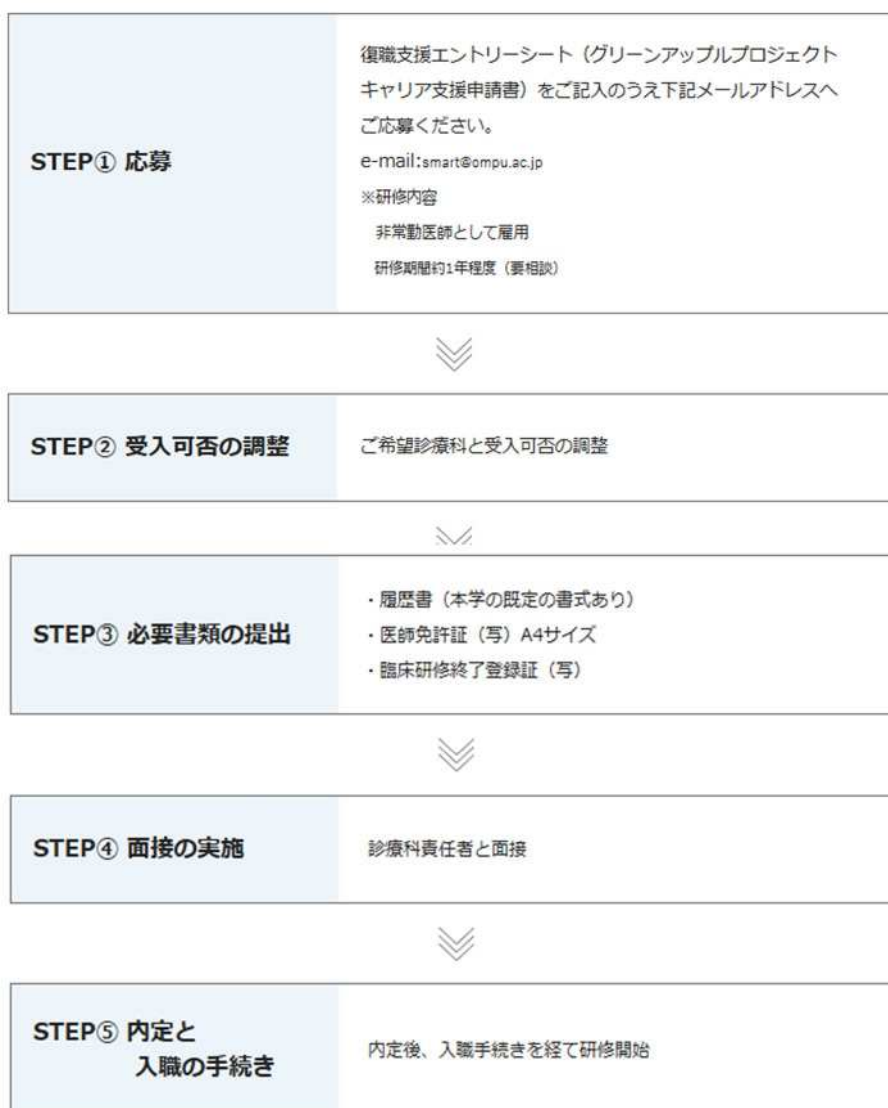 STEP① 応募
復職支援エントリーシート（グリーンアップルプロジェクト
キャリア支援申請書）をご記入のうえ下記メールアドレスへ
ご応募ください。
e-mail:smart@ompu.ac.jp
※研修内容
非常勤医師として雇用
研修期間約1年程度（要相談）
STEP② 受入可否の調整
ご希望診療科と受入可否の調整
STEP③ 必要書類の提出
・履歴書（本学の既定の書式あり）
・医師免許証（写）A4サイズ
・臨床研修終了登録証（写）
STEP④ 面接の実施
診療科責任者と面接
STEP⑤ 内定と
入職の手続き
内定後、入職手続きを経て研修開始